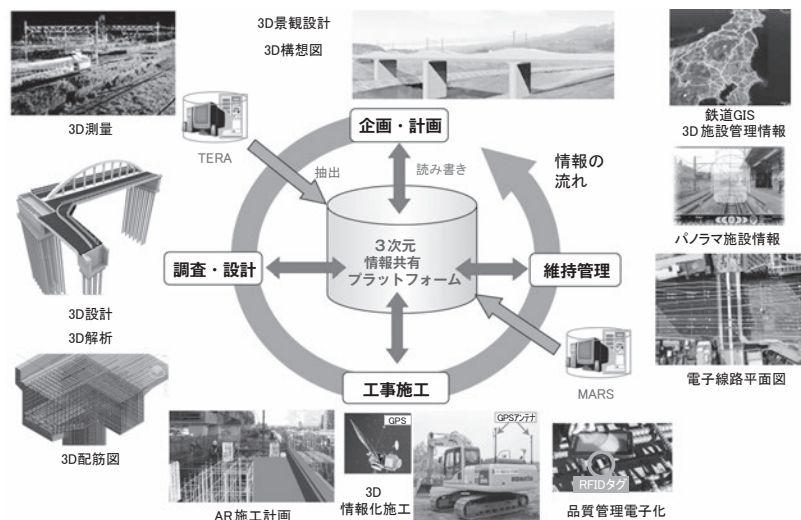 3D景観設計
3D構想図
3D測量
TERA
企画・計画
鉄道GIS
3D施設管理情報
抽出
読み書き
情報の
流れ
パノラマ施設情報
3次元
情報共有
プラットフォーム
調査・設計
維持管理
3D設計
3D解析
工事施工
MARS
電子線路平面図
3D配筋図
GPS
GPSアンテナ
AR施工計画
3D
情報化施工
RFIDタグ
品質管理電子化